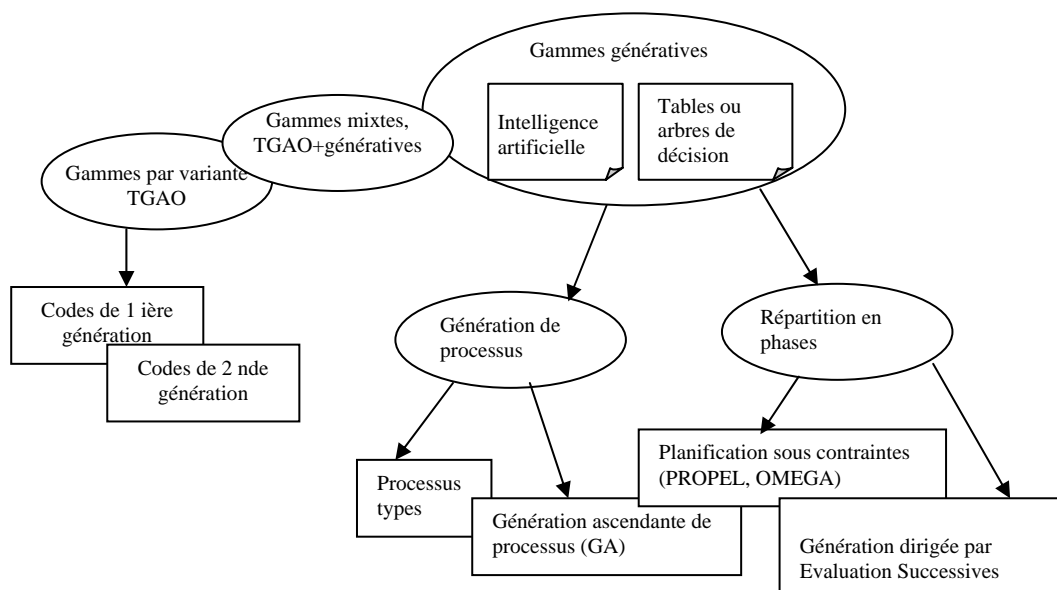 Gammes génératives
Intelligence
artificielle
Tables ou
arbres de
décision
Gammes mixtes,
TGAO+génératives
Gammes par variante
TGAO
Codes de 1 ière
génération
Codes de 2 nde
génération
Génération de
processus
Répartition en
phases
Processus
types
Génération ascendante de
processus (GA)
Planification sous contraintes
(PROPEL, OMEGA)
Génération dirigée par
Evaluation Successives